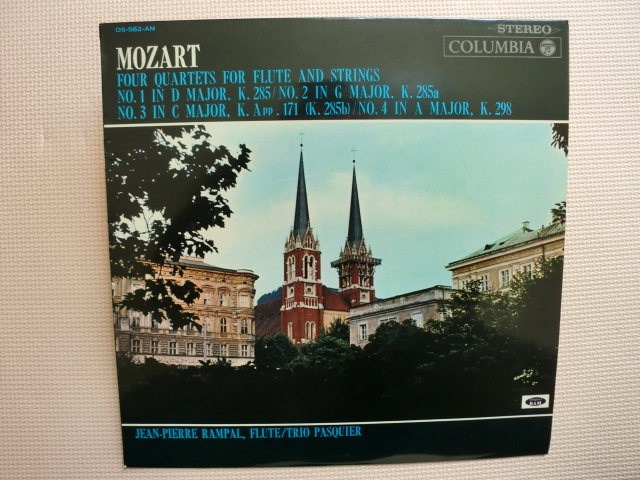 OS-562-AM
STEREO
COLUMBIA
MOZART
FOUR QUARTETS FOR FLUTE AND STRINGS
NO. 1 IN D MAJOR. K. 285/NO. 2 IN G MAJOR, K. 285a
NO. 3 IN C MAJOR, K. App. 171 (K. 285b)/NO. 4 IN A MAJOR, K. 298
JEAN-PIERRE RAMPAL, FLUTE/TRIO PASQUIER